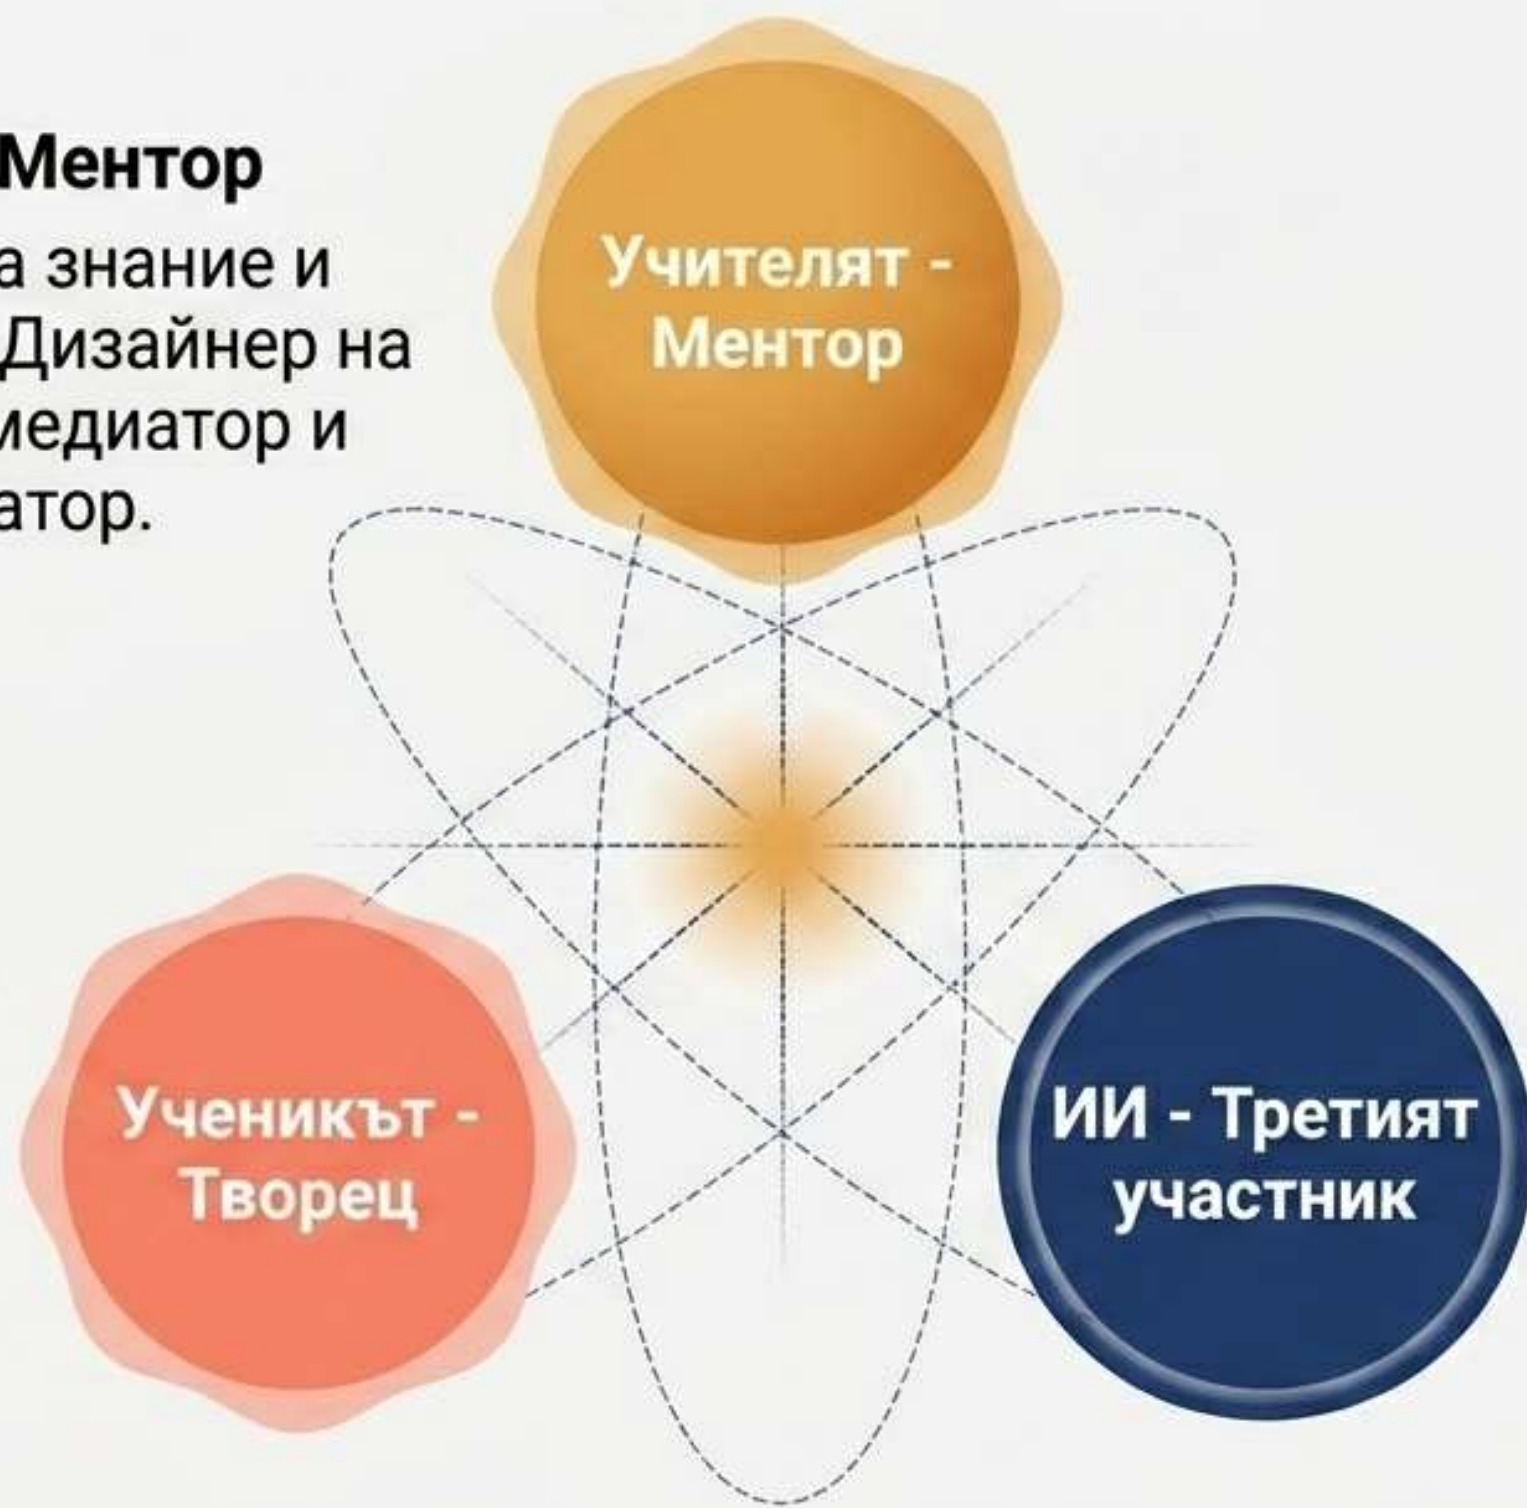 Ментор
а знание и
Дизайнер на
медиатор и
атор.
Учителят -
Ментор
Ученикът -
Творец
ИИ - Третият
участник